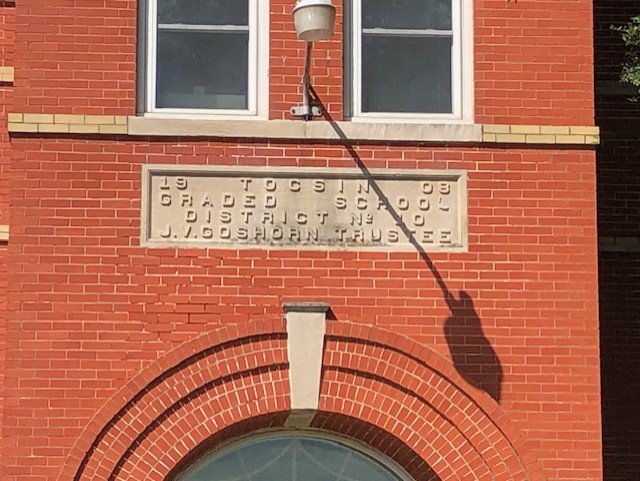 19 TOCSIN 08
GRADED SCHOOL
DISTRICT No 10
J.V.GOSHORN TRUSTEE